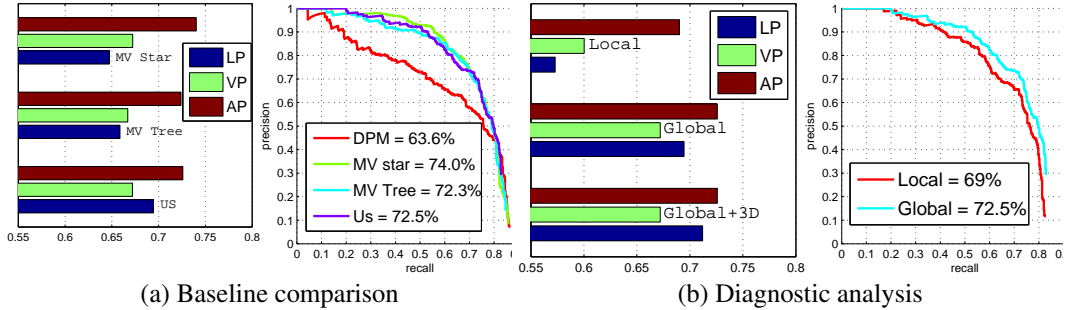 MV Star
MV Tree
US
LP
VP
AP
0.55 0.6 0.65 0.7 0.75 0.8
precision
1
0.9
0.8
0.7
0.6
0.5
0.4
0.3
0.2
0.1
0
DPM = 63.6%
MV star = 74.0%
MV Tree = 72.3%
Us = 72.5%
0 0.1 0.2 0.3 0.4 0.5 0.6 0.7 0.8
recall
Local
Global
Global+3D
LP
VP
AP
0.55 0.6 0.65 0.7 0.75 0.8
precision
1
0.9
0.8
0.7
0.6
0.5
0.4
0.3
0.2
0.1
0
Local = 69%
Global = 72.5%
0 0.1 0.2 0.3 0.4 0.5 0.6 0.7 0.8
recall
(a) Baseline comparison
(b) Diagnostic analysis